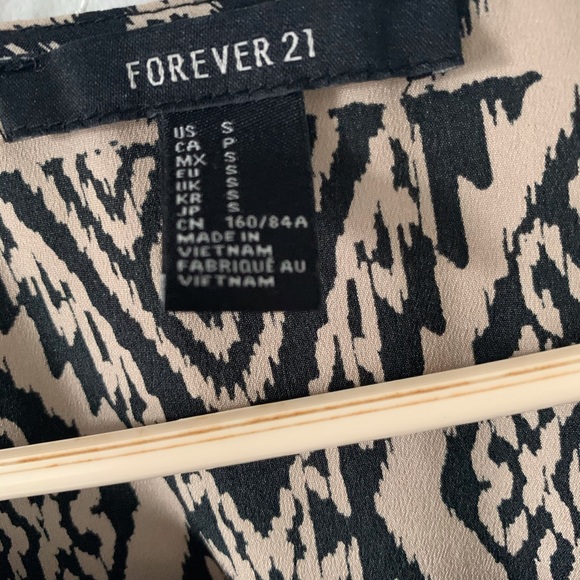 FOREVER 21
US S
CA P
MX S
EU S
UK S
KR S
JP S
CN 160/84A
MADE IN
VIETNAM
FABRIQUÉ AU
VIETNAM